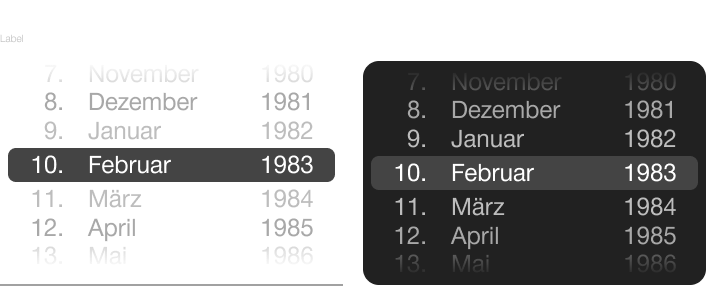 Label
7. November 1980
8. Dezember 1981
9. Januar 1982
10. Februar 1983
11. März 1984
12. April 1985
13. Mai 1986
7. November 1980
8. Dezember 1981
9. Januar 1982
10. Februar 1983
11. März 1984
12. April 1985
13. Mai 1986